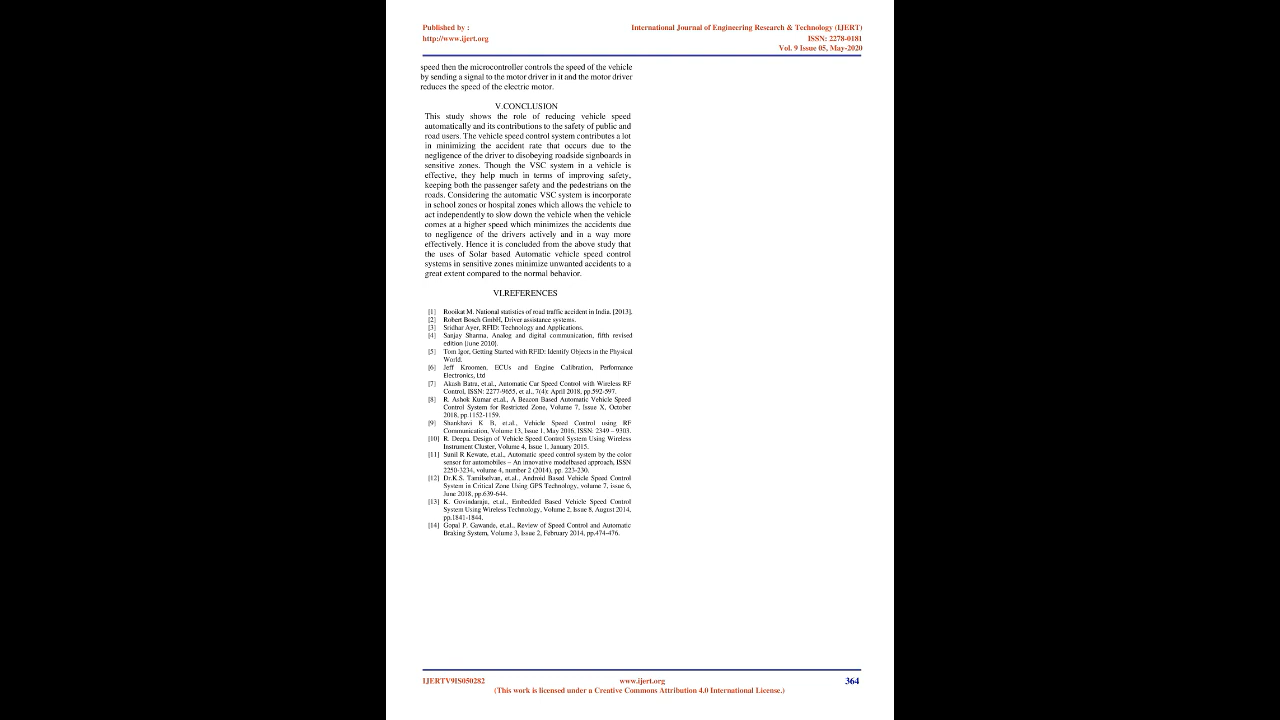 Published by :
http://www.ijert.org
International Journal of Engineering Research & Technology (IJERT)
ISSN: 2278-0181
Vol. 9 Issue 05, May-2020
speed then the microcontroller controls the speed of the vehicle
by sending a signal to the motor driver in it and the motor driver
reduces the speed of the electric motor.
V.CONCLUSION
This study shows the role of reducing vehicle speed
automatically and its contributions to the safety of public and
road users. The vehicle speed control system contributes a lot
in minimizing the accident rate that occurs due to the
negligence of the driver to disobeying roadside signboards in
sensitive zones. Though the VSC system in a vehicle is
effective, they help much in terms of improving safety,
keeping both the passenger safety and the pedestrians on the
roads. Considering the automatic VSC system is incorporate
in school zones or hospital zones which allows the vehicle to
act independently to slow down the vehicle when the vehicle
comes at a higher speed which minimizes the accidents due
to negligence of the drivers actively and in a way more
effectively. Hence it is concluded from the above study that
the uses of Solar based Automatic vehicle speed control
systems in sensitive zones minimize unwanted accidents to a
great extent compared to the normal behavior.
VI.REFERENCES
[1] Rooikat M. National statistics of road traffic accident in India. [2013].
[2] Robert Bosch GmbH, Driver assistance systems.
[3] Sridhar Ayer, RFID: Technology and Applications.
[4] Sanjay Sharma, Analog and digital communication, fifth revised
edition (june 2010).
[5] Tom Igor, Getting Started with RFID: Identify Objects in the Physical
World.
[6] Jeff Kroomen, ECUs and Engine Calibration, Performance
Electronics, Ltd
[7] Akash Batra, et.al., Automatic Car Speed Control with Wireless RF
Control, ISSN: 2277-9655, et al., 7(4): April 2018, pp.592-597.
[8] R. Ashok Kumar et.al., A Beacon Based Automatic Vehicle Speed
Control System for Restricted Zone, Volume 7, Issue X, October
2018, pp.1152-1159.
[9] Shankhavi K B, et.al., Vehicle Speed Control using RF
Communication, Volume 13, Issue 1, May 2016, ISSN: 2349 – 9303.
[10] R. Deepa, Design of Vehicle Speed Control System Using Wireless
Instrument Cluster, Volume 4, Issue 1, January 2015.
[11] Sunil R Kewate, et.al., Automatic speed control system by the color
sensor for automobiles – An innovative modelbased approach, ISSN
2250-3234, volume 4, number 2 (2014), pp. 223-230.
[12] Dr.K.S. Tamilselvan, et.al., Android Based Vehicle Speed Control
System in Critical Zone Using GPS Technology, volume 7, issue 6,
June 2018, pp.639-644.
[13] K. Govindaraju, et.al., Embedded Based Vehicle Speed Control
System Using Wireless Technology, Volume 2, Issue 8, August 2014,
pp.1841-1844.
[14] Gopal P. Gawande, et.al., Review of Speed Control and Automatic
Braking System, Volume 3, Issue 2, February 2014, pp.474-476.
IJERTV9IS050282
www.ijert.org
364
(This work is licensed under a Creative Commons Attribution 4.0 International License.)